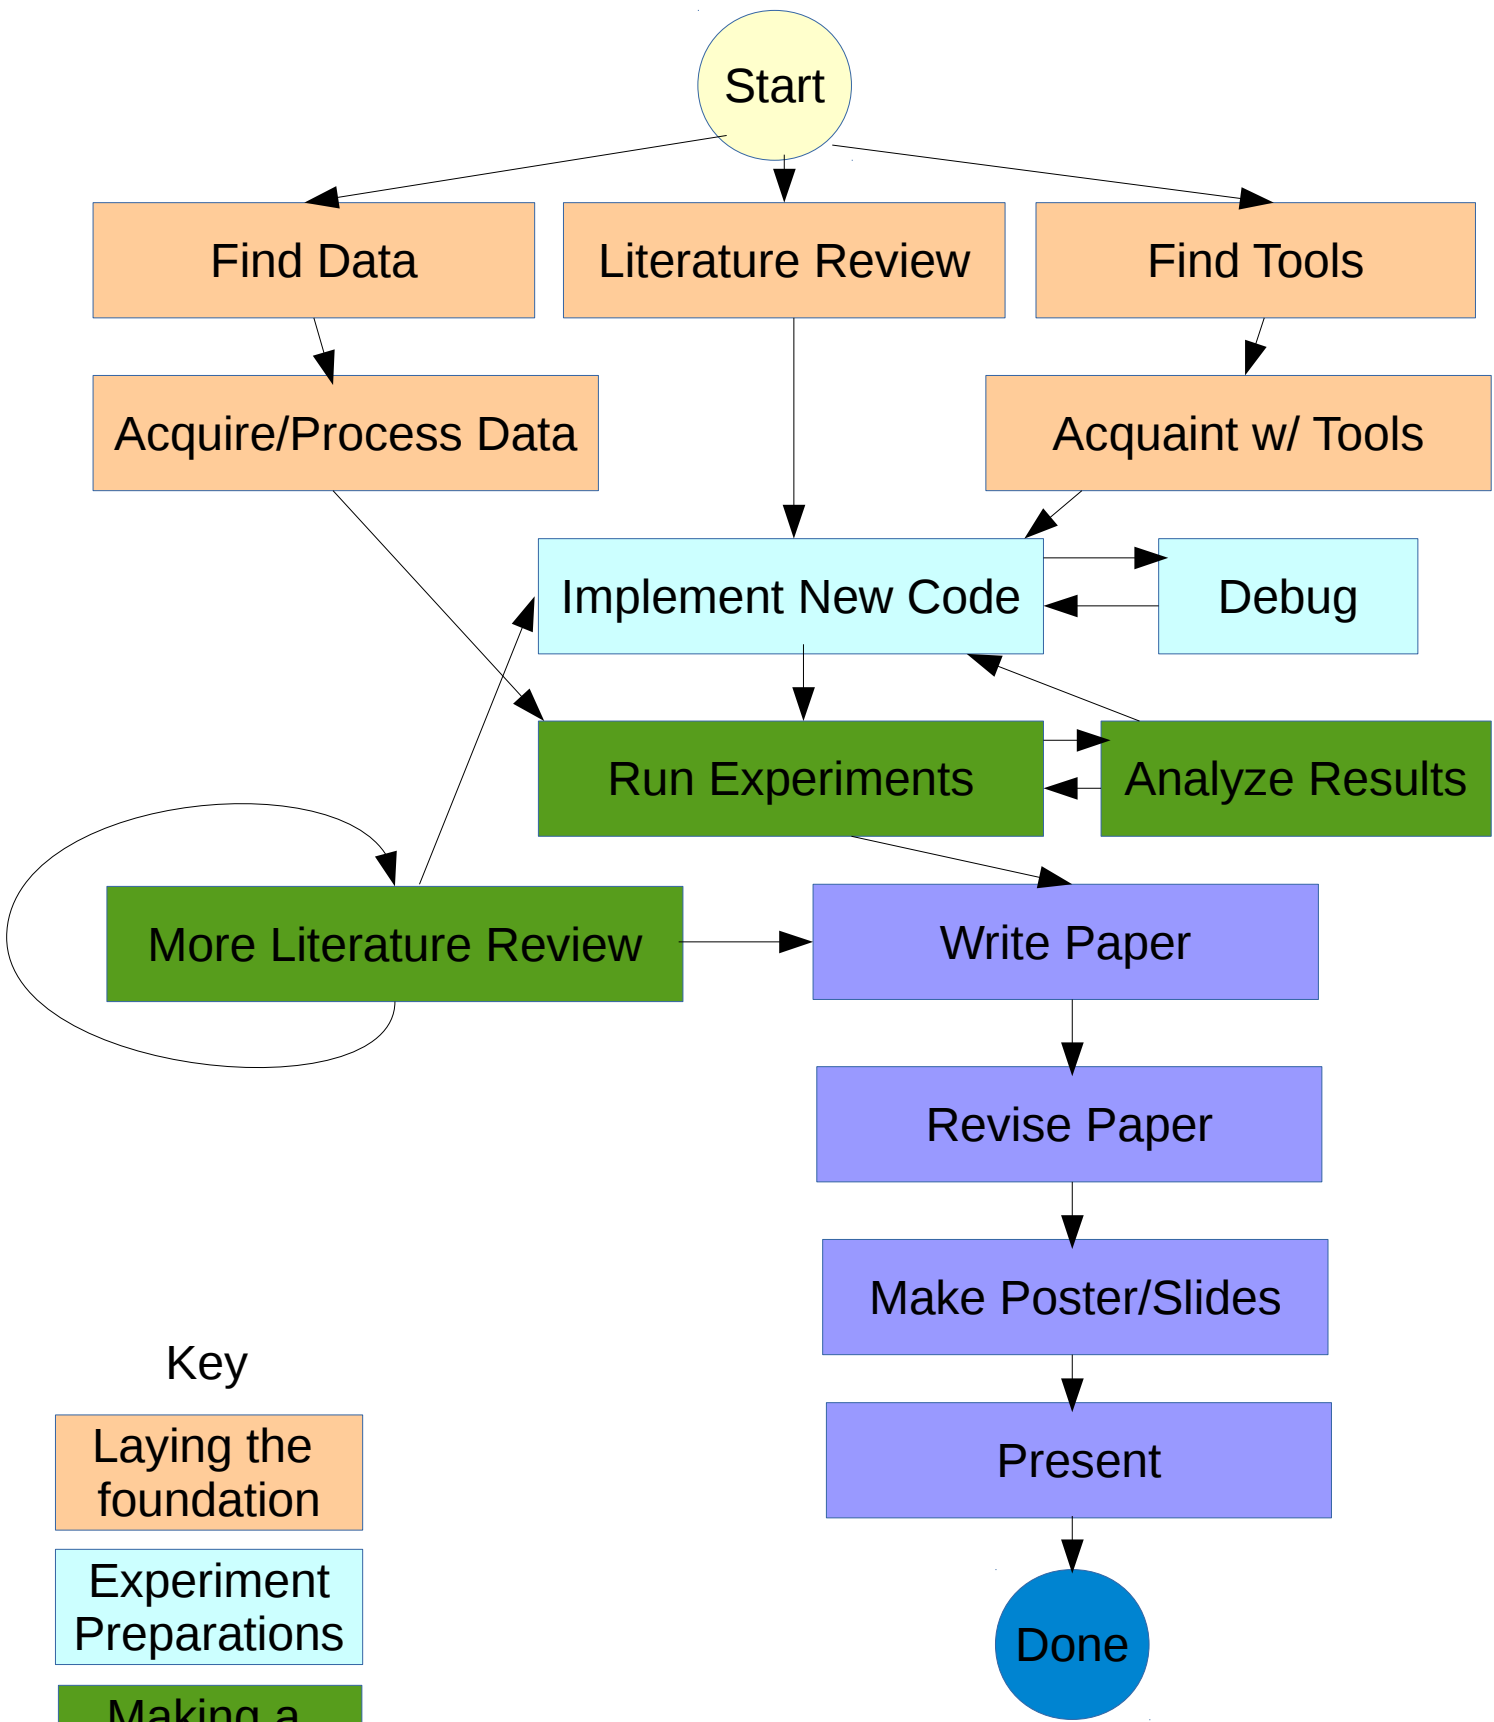 Start
Find Data
Literature Review
Find Tools
Acquire/Process Data
Acquaint w/ Tools
Implement New Code
Debug
Run Experiments
Analyze Results
More Literature Review
Write Paper
Revise Paper
Make Poster/Slides
Key
Laying the
foundation
Present
Experiment
Preparations
Done
Making a